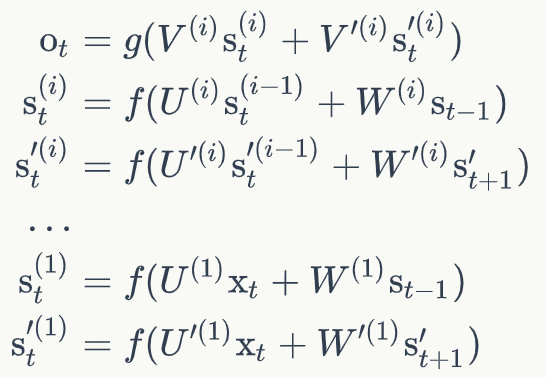 o_t = g(V^{(i)} s_t^{(i)} + V'^{(i)} s_t'^{(i)})
s_t^{(i)} = f(U^{(i)} s_t^{(i-1)} + W^{(i)} s_{t-1})
s_t'^{(i)} = f(U'^{(i)} s_t'^{(i-1)} + W'^{(i)} s'_{t+1})
...
s_t^{(1)} = f(U^{(1)} x_t + W^{(1)} s_{t-1})
s_t'^{(1)} = f(U'^{(1)} x_t + W'^{(1)} s'_{t+1})